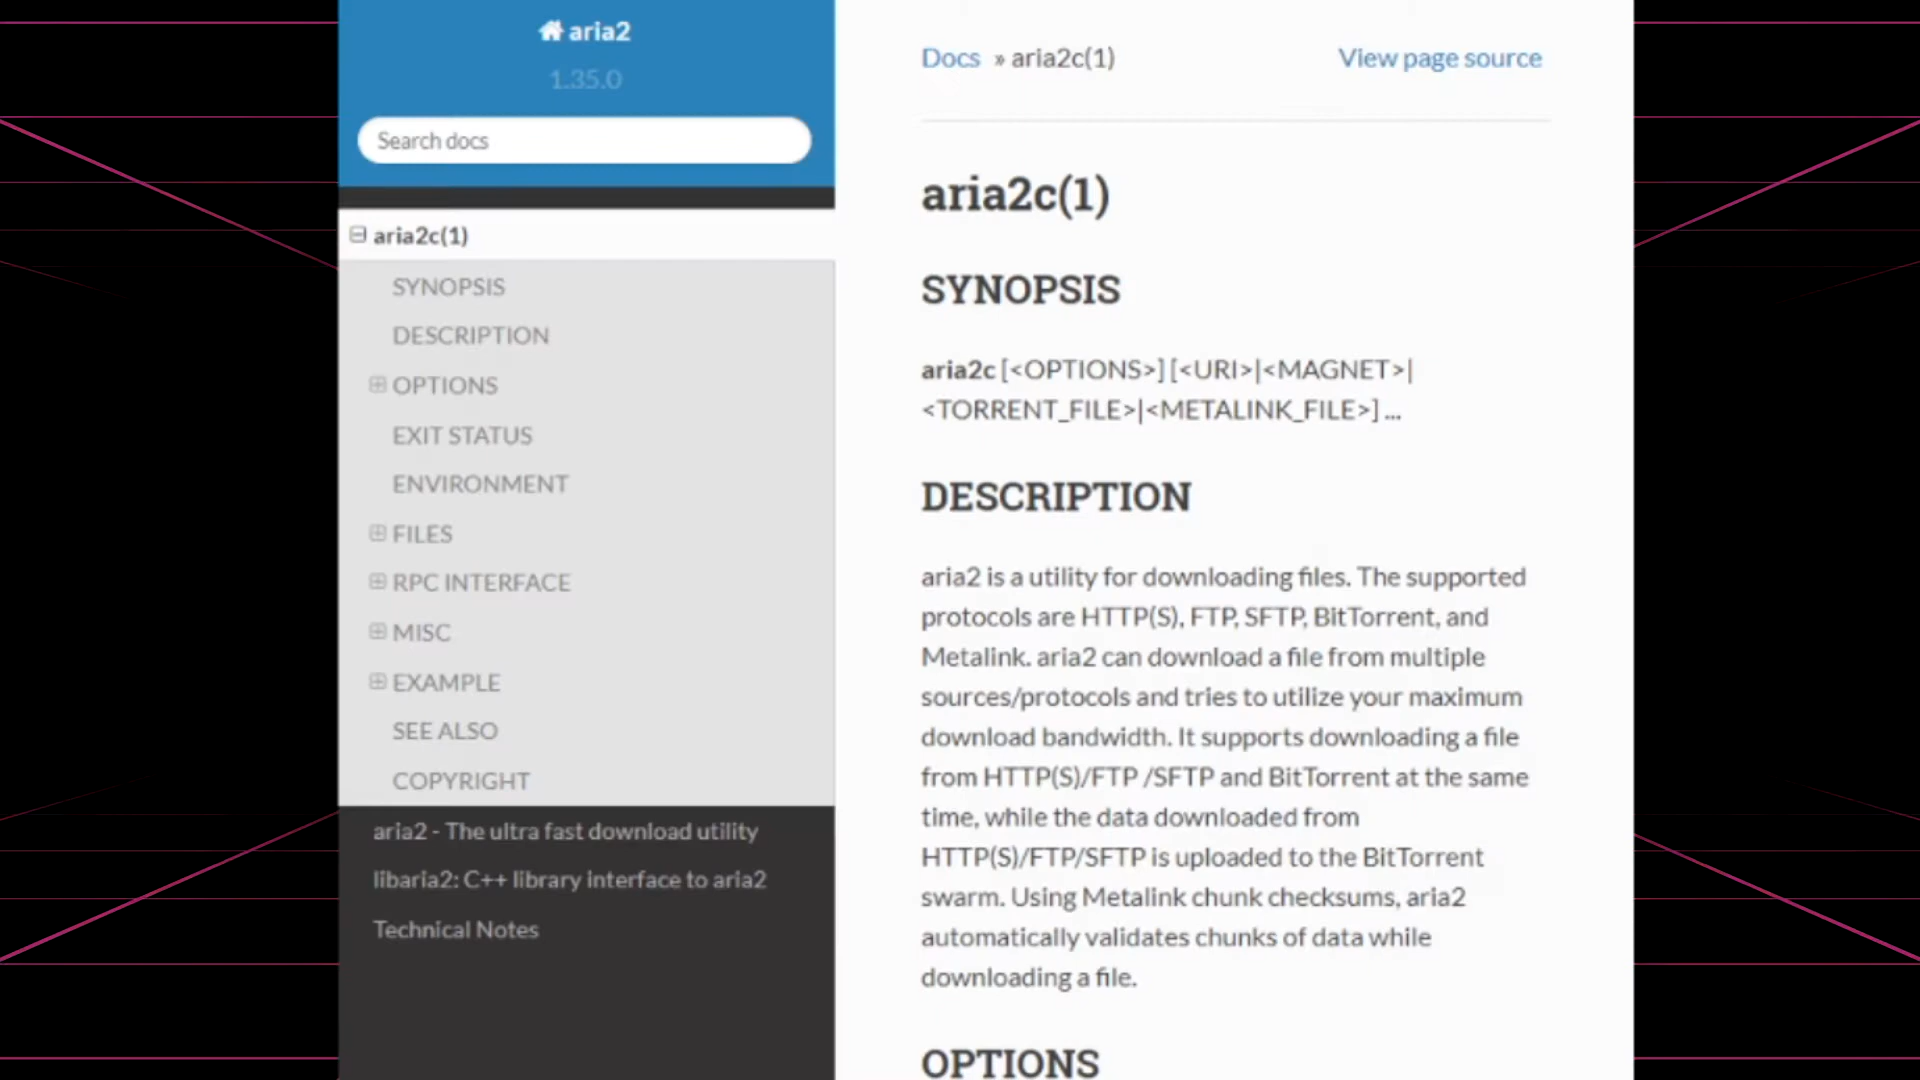 aria2
1.35.0
Search docs
aria2c(1)
SYNOPSIS
DESCRIPTION
OPTIONS
EXIT STATUS
ENVIRONMENT
FILES
RPC INTERFACE
MISC
EXAMPLE
SEE ALSO
COPYRIGHT
aria2 - The ultra fast download utility
libaria2: C++ library interface to aria2
Technical Notes
Docs » aria2c(1) View page source
aria2c(1)
SYNOPSIS
aria2c [<OPTIONS>] [<URI>|<MAGNET>|
<TORRENT_FILE>|<METALINK_FILE>] ...
DESCRIPTION
aria2 is a utility for downloading files. The supported
protocols are HTTP(S), FTP, SFTP, BitTorrent, and
Metalink. aria2 can download a file from multiple
sources/protocols and tries to utilize your maximum
download bandwidth. It supports downloading a file
from HTTP(S)/FTP /SFTP and BitTorrent at the same
time, while the data downloaded from
HTTP(S)/FTP/SFTP is uploaded to the BitTorrent
swarm. Using Metalink chunk checksums, aria2
automatically validates chunks of data while
downloading a file.
OPTIONS